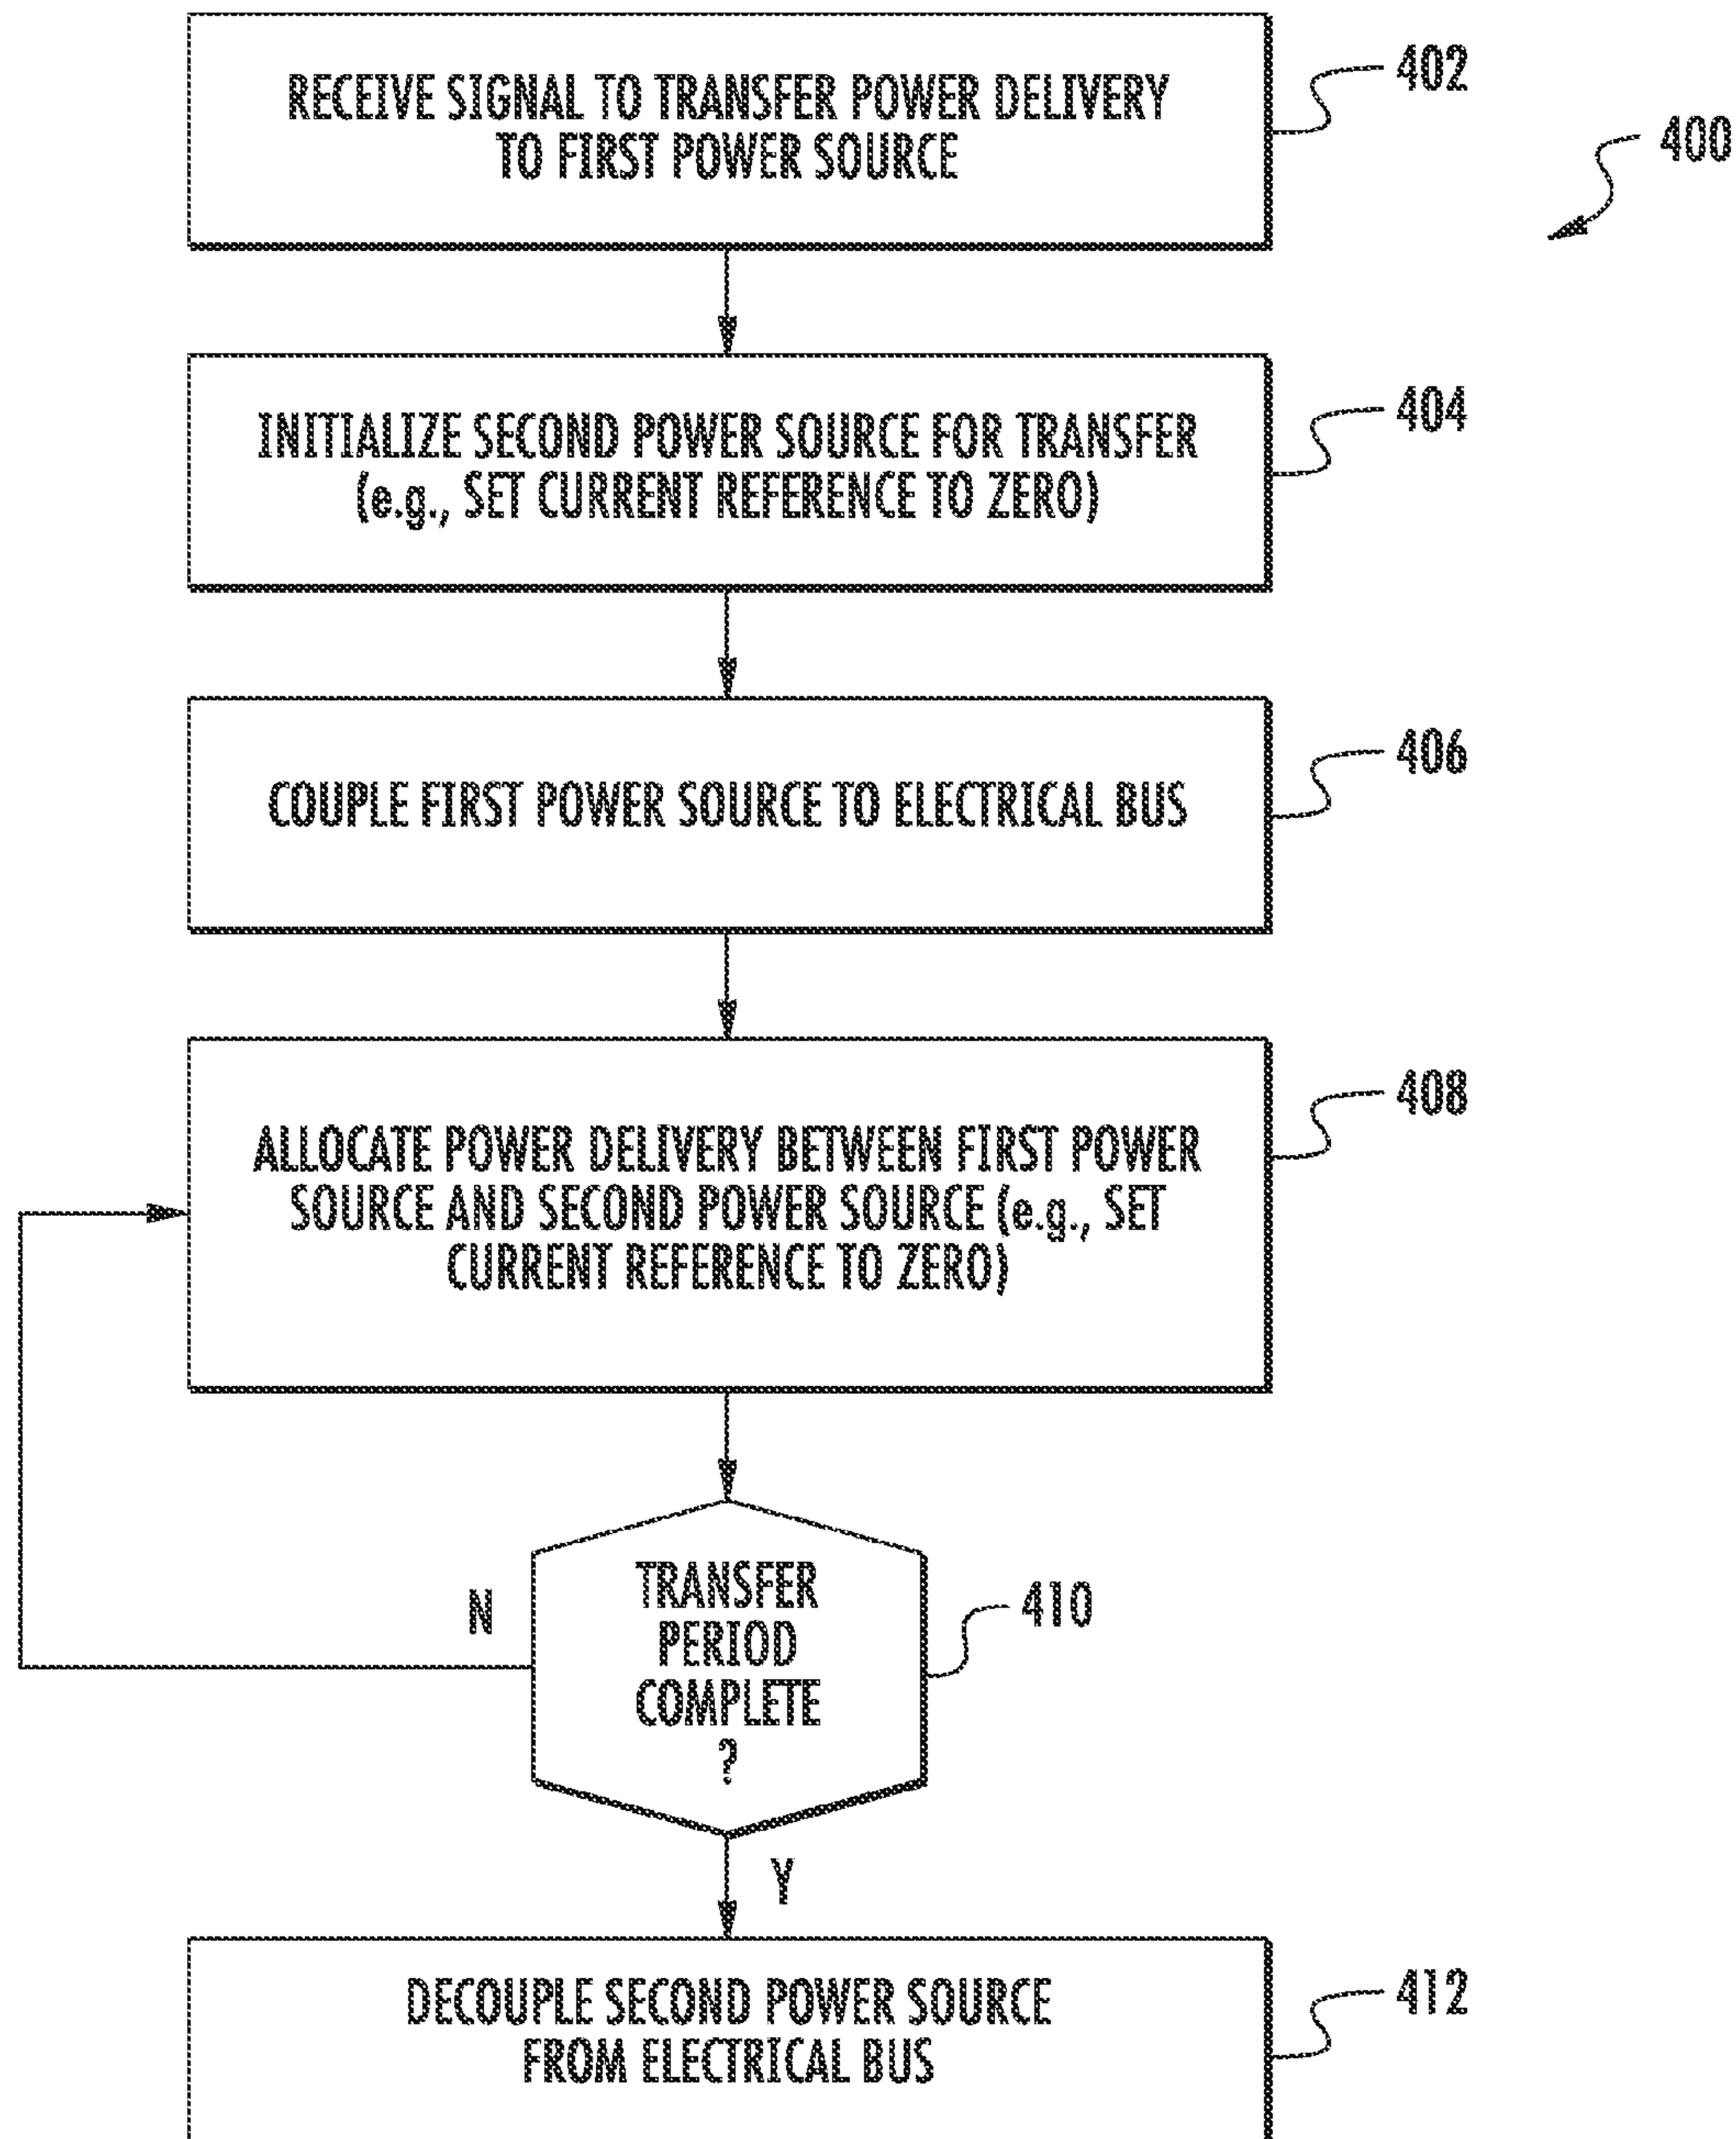 RECEIVE SIGNAL TO TRANSFER POWER DELIVERY
TO FIRST POWER SOURCE
402
400
INITIALIZE SECOND POWER SOURCE FOR TRANSFER
(e.g., SET CURRENT REFERENCE TO ZERO)
404
COUPLE FIRST POWER SOURCE TO ELECTRICAL BUS
406
ALLOCATE POWER DELIVERY BETWEEN FIRST POWER
SOURCE AND SECOND POWER SOURCE (e.g., SET
CURRENT REFERENCE TO ZERO)
408
N
TRANSFER
PERIOD
COMPLETE
?
410
Y
DECOUPLE SECOND POWER SOURCE
FROM ELECTRICAL BUS
412